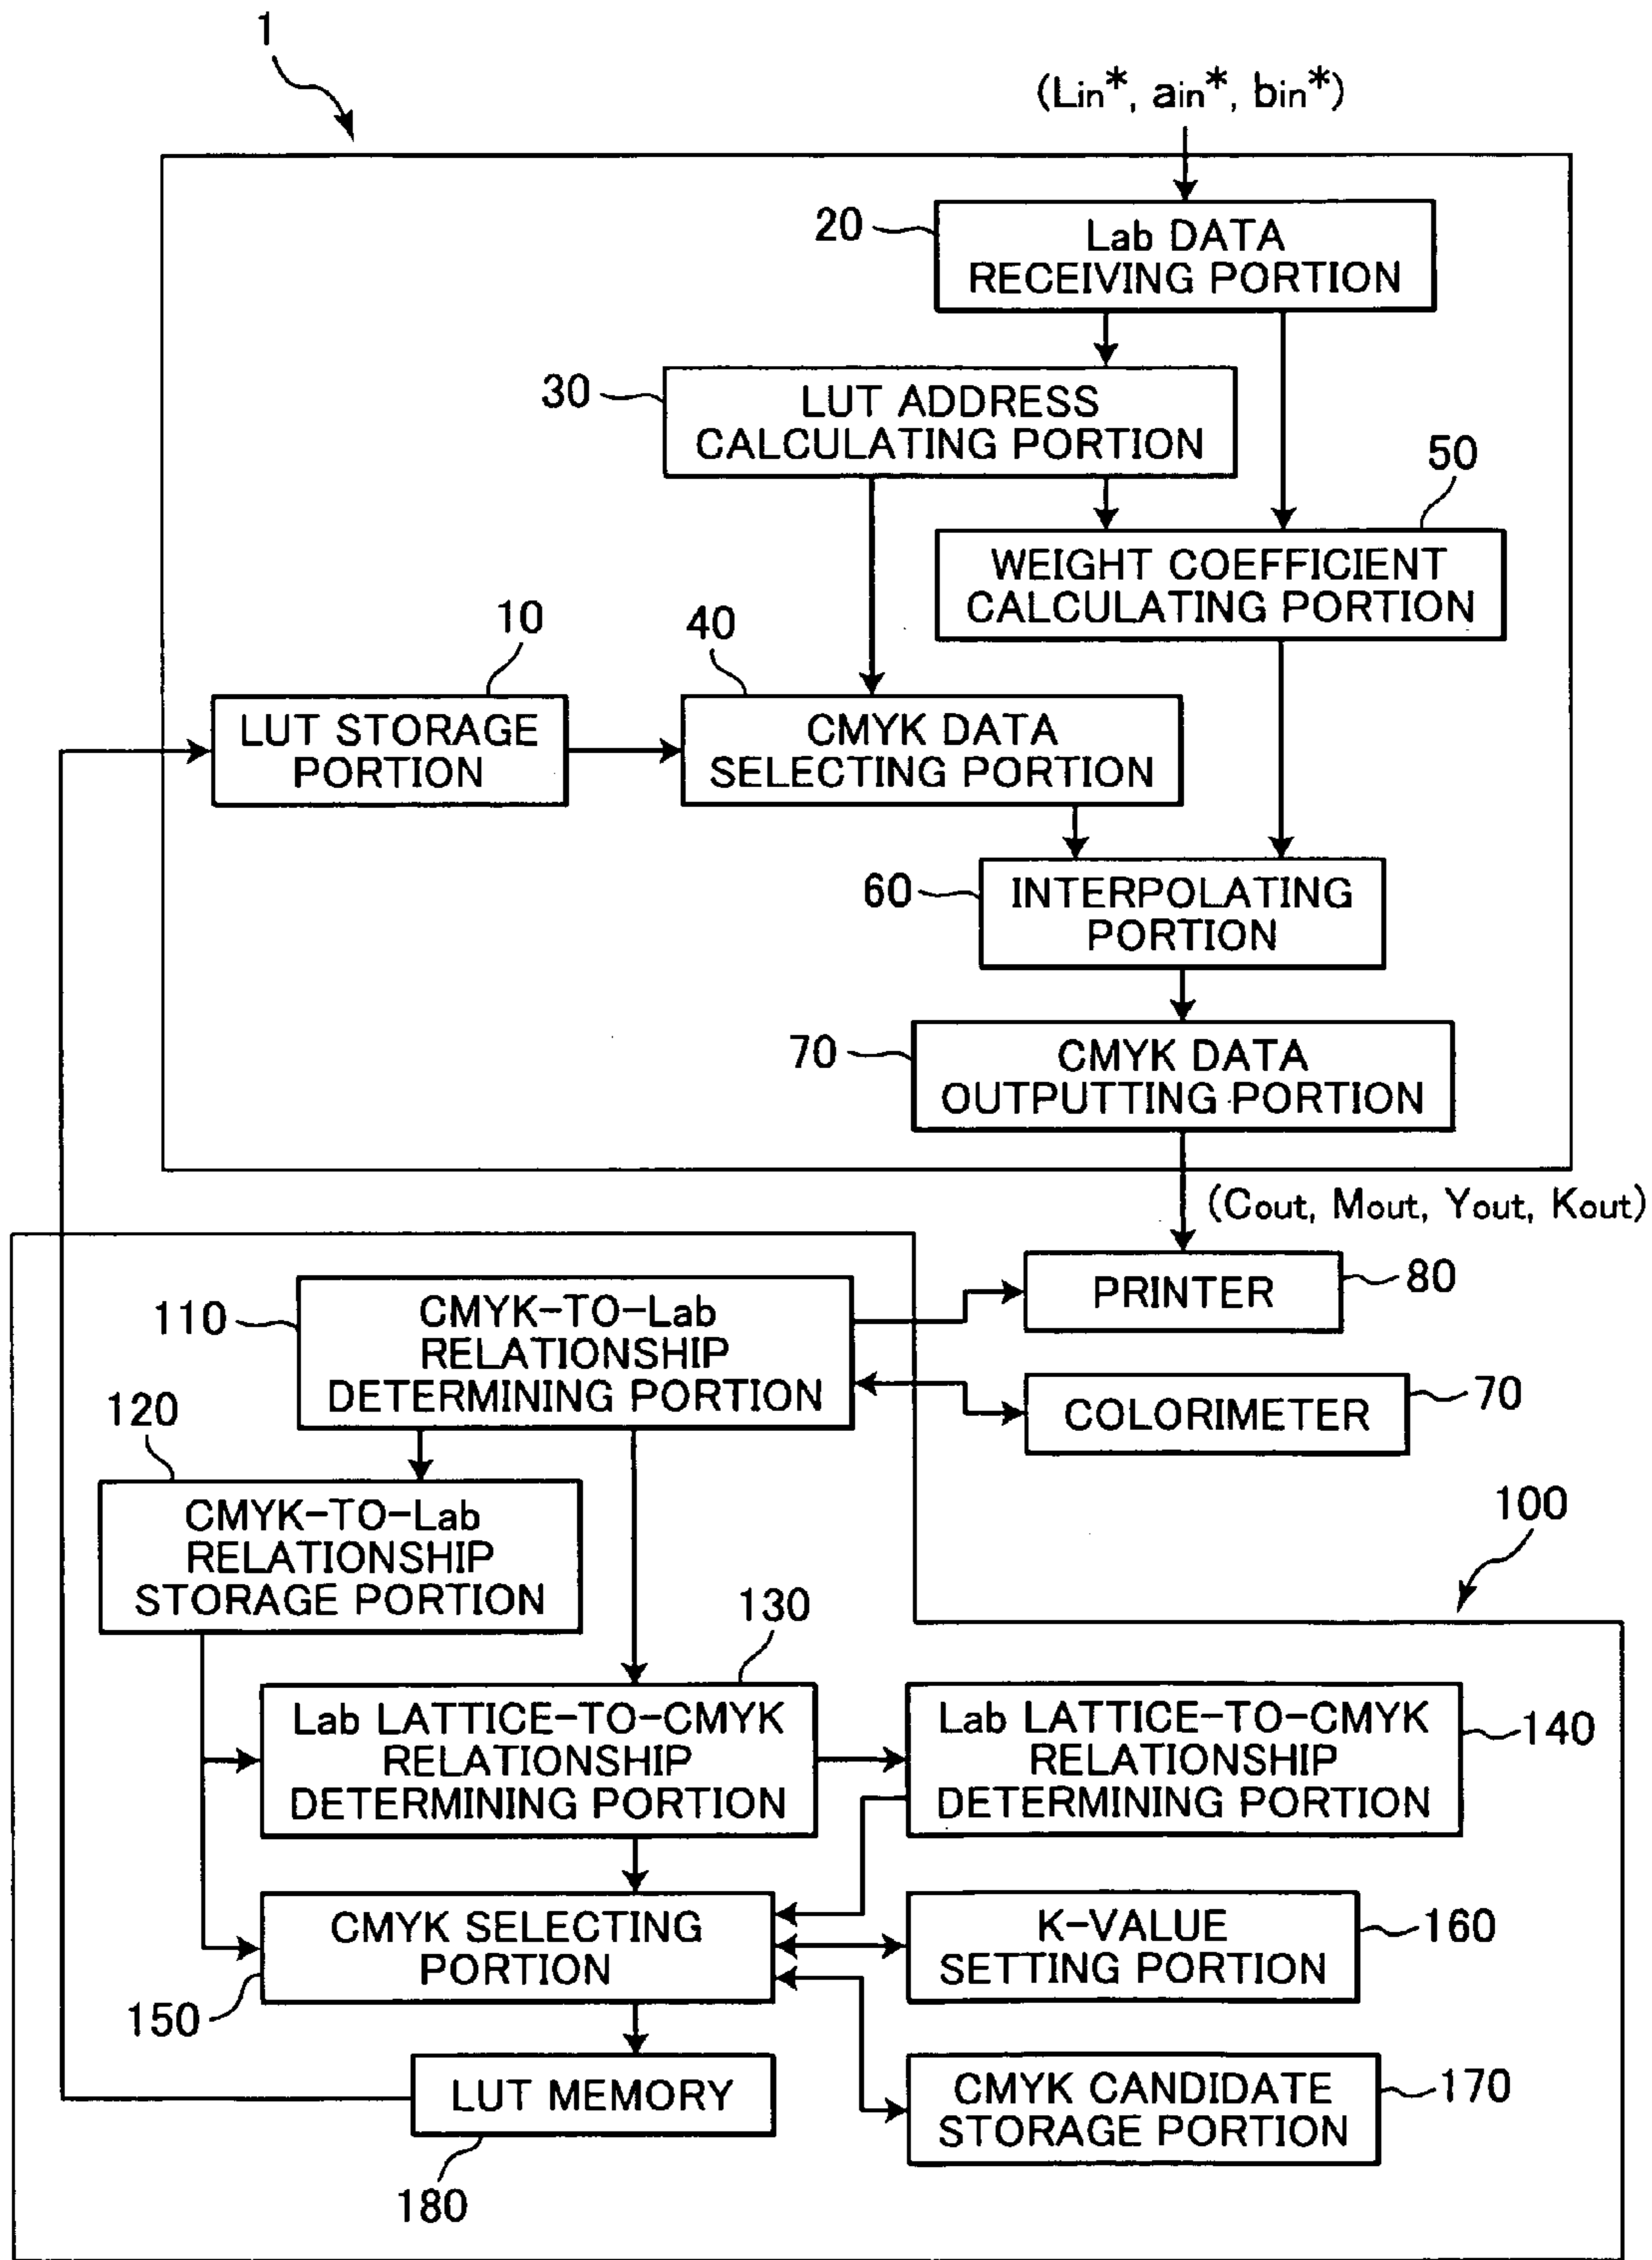 1
(Lin*, ain*, bin*)
20
Lab DATA
RECEIVING PORTION
30
LUT ADDRESS
CALCULATING PORTION
50
WEIGHT COEFFICIENT
CALCULATING PORTION
10
LUT STORAGE
PORTION
40
CMYK DATA
SELECTING PORTION
60
INTERPOLATING
PORTION
70
CMYK DATA
OUTPUTTING PORTION
(Cout, Mout, Yout, Kout)
PRINTER
80
110
CMYK-TO-Lab
RELATIONSHIP
DETERMINING PORTION
COLORIMETER
70
120
CMYK-TO-Lab
RELATIONSHIP
STORAGE PORTION
100
130
Lab LATTICE-TO-CMYK
RELATIONSHIP
DETERMINING PORTION
Lab LATTICE-TO-CMYK
RELATIONSHIP
DETERMINING PORTION
140
CMYK SELECTING
PORTION
150
K-VALUE
SETTING PORTION
160
LUT MEMORY
180
CMYK CANDIDATE
STORAGE PORTION
170